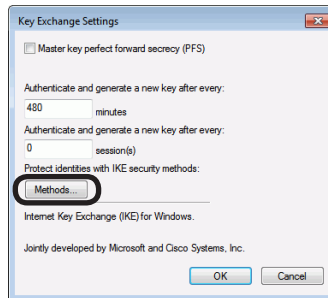 Key Exchange Settings
Master key perfect forward secrecy (PFS)
Authenticate and generate a new key after every:
480 minutes
Authenticate and generate a new key after every:
0 session(s)
Protect identities with IKE security methods:
Methods...
Internet Key Exchange (IKE) for Windows.
Jointly developed by Microsoft and Cisco Systems, Inc.
OK Cancel